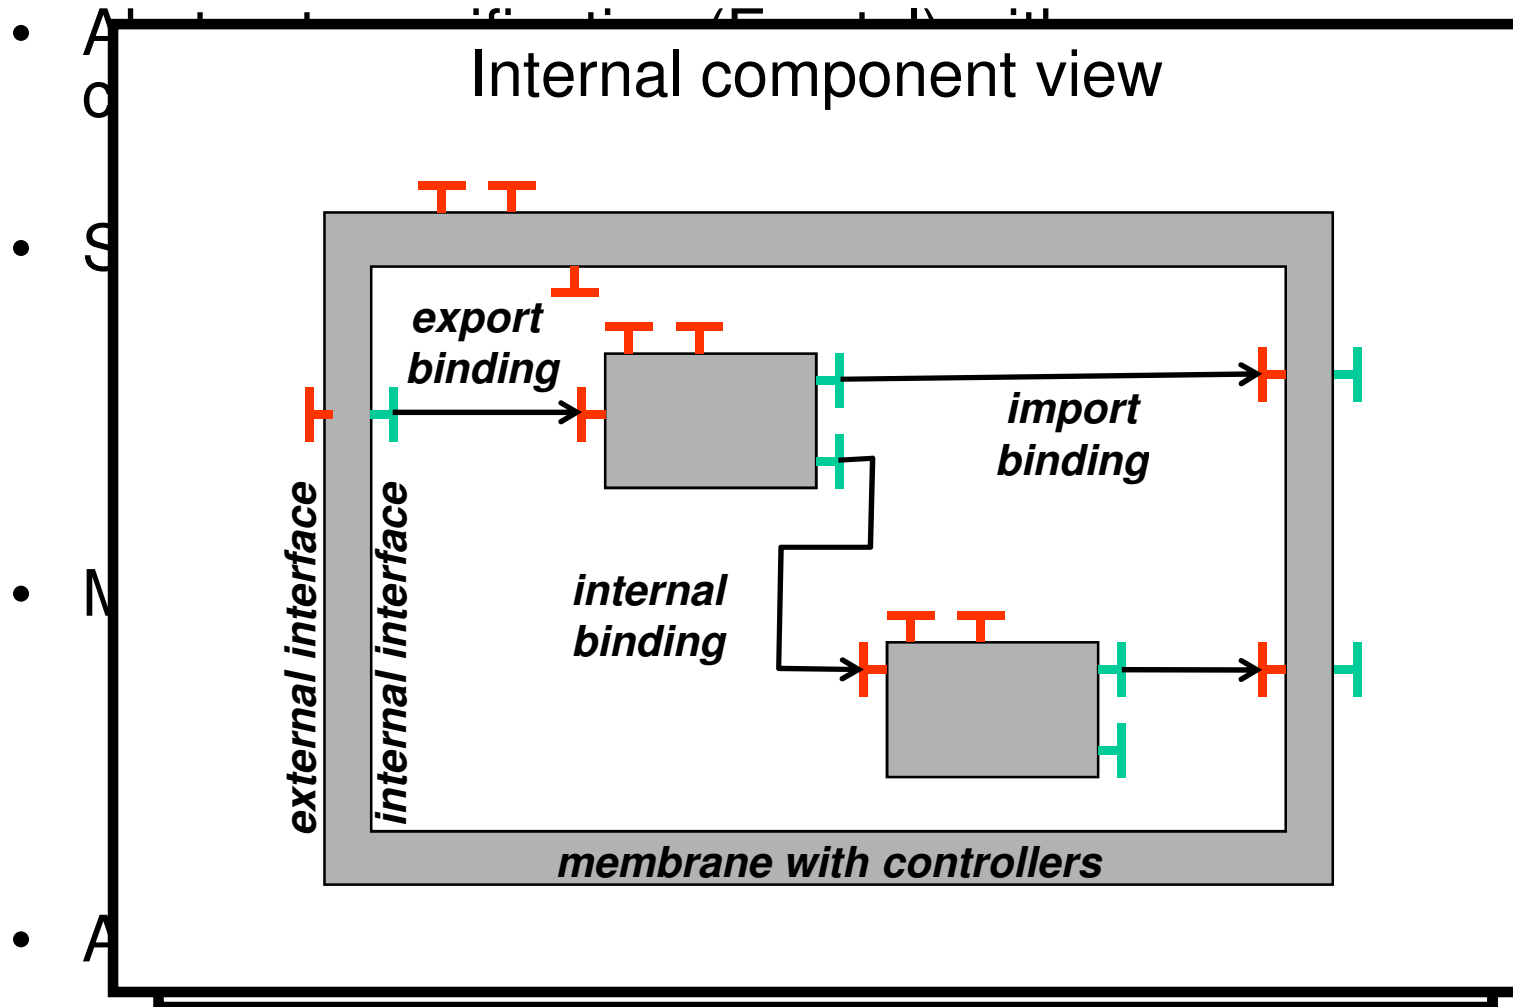 Internal component view
export
binding
import
binding
internal
binding
external interface
internal interface
membrane with controllers